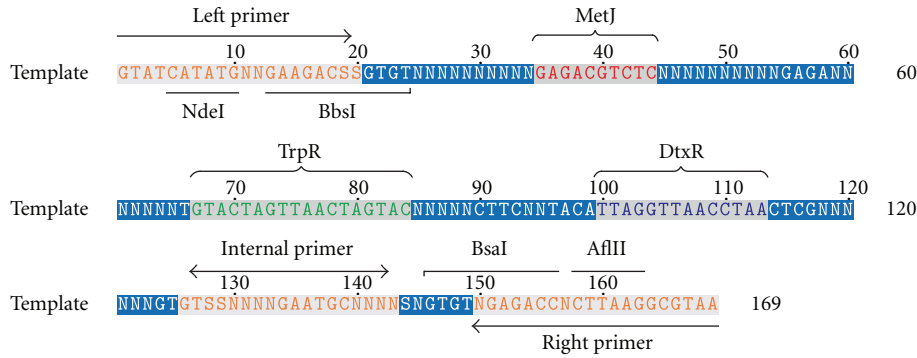 Left primer MetJ
10 20 30 40 50 60
Template GTATCATATGNNGAAGACSSGTGTNNNNNNNNNNGAGACGTCTCNNNNNNNNNNGAGANN 60
NdeI BbsI
TrpR DtxR
70 80 90 100 110 120
Template NNNNNTGTACTAGTTAACTAGTACNNNNNCTTCNNTACATTAGGTTAACCTAACTCGNNN 120
Internal primer BsaI AflII
130 140 150 160
Template NNNGTGTSSNNNNGAATGCNNNNSNGTGTNGAGACCNCTTAAGGCGTAA 169
Right primer